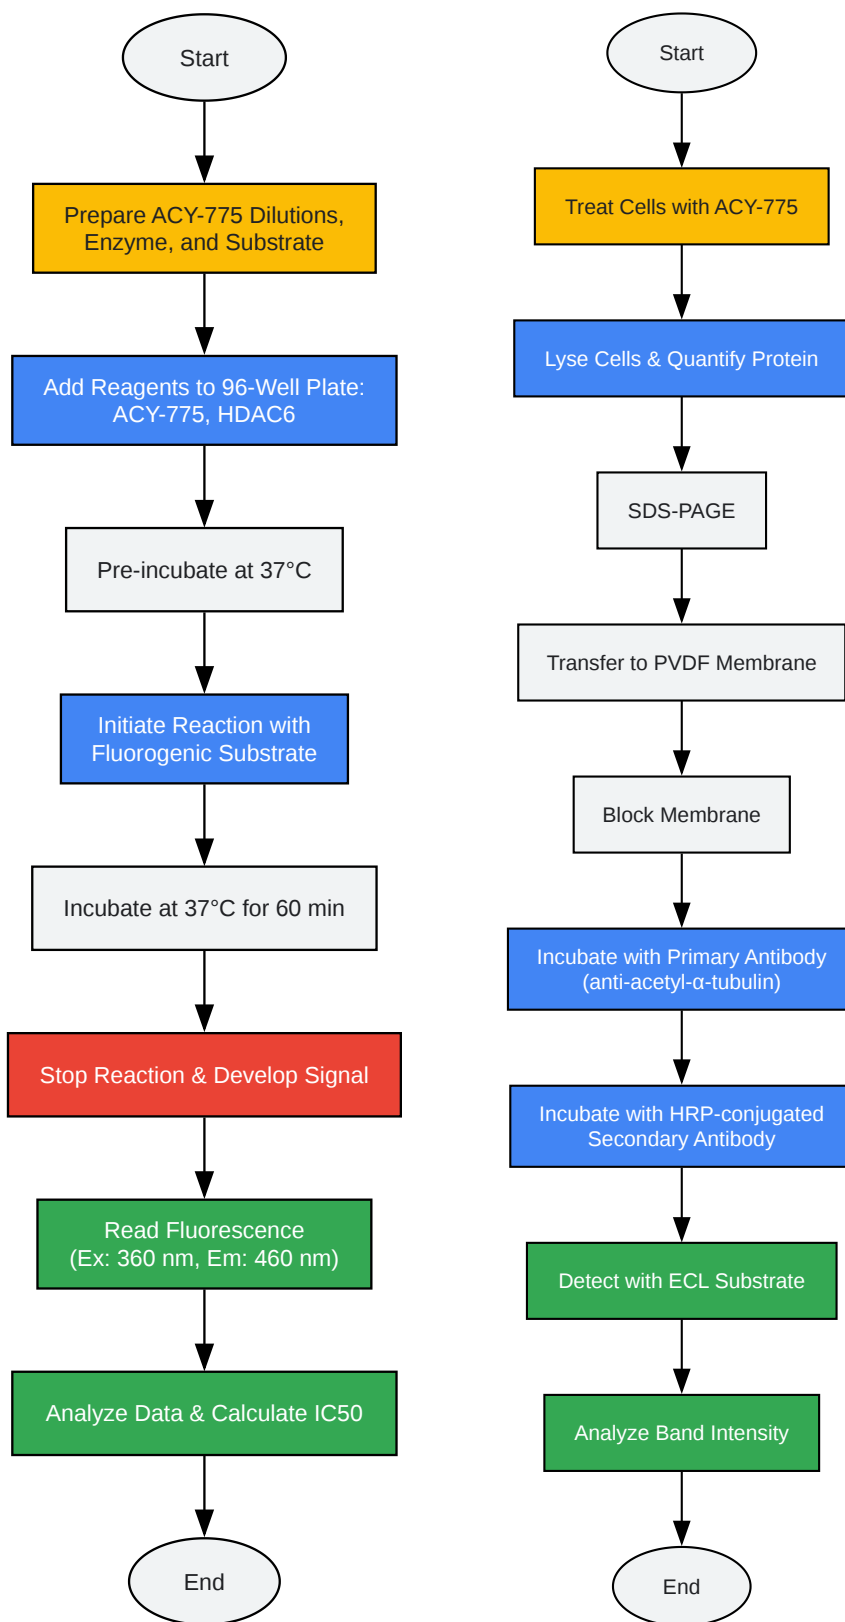 Start
Prepare ACY-775 Dilutions,
Enzyme, and Substrate
Add Reagents to 96-Well Plate:
ACY-775, HDAC6
Pre-incubate at 37°C
Initiate Reaction with
Fluorogenic Substrate
Incubate at 37°C for 60 min
Stop Reaction & Develop Signal
Read Fluorescence
(Ex: 360 nm, Em: 460 nm)
Analyze Data & Calculate IC50
End
Start
Treat Cells with ACY-775
Lyse Cells & Quantify Protein
SDS-PAGE
Transfer to PVDF Membrane
Block Membrane
Incubate with Primary Antibody
(anti-acetyl-α-tubulin)
Incubate with HRP-conjugated
Secondary Antibody
Detect with ECL Substrate
Analyze Band Intensity
End